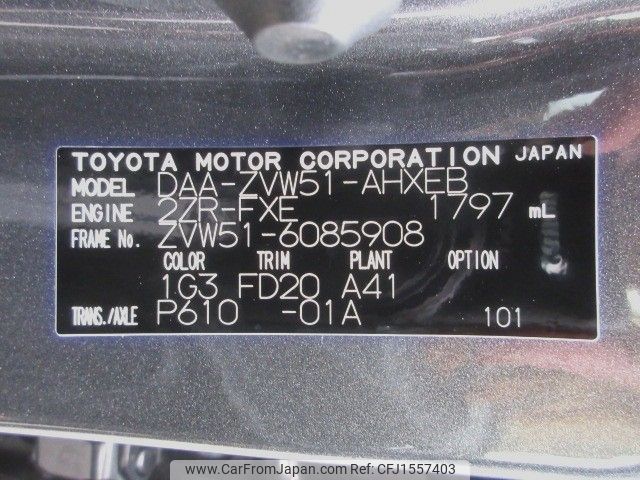 TOYOTA MOTOR CORPORATION JAPAN
MODEL DAA-ZVW51-AHXEB
ENGINE 2ZR-FXE 1797 mL
FRAME No. ZVW51-6085908
COLOR TRIM PLANT OPTION
1G3 FD20 A41
TRANS./AXLE P610 -01A 101
www.CarFromJapan.com | © CarFromJapan | CFJ1557403